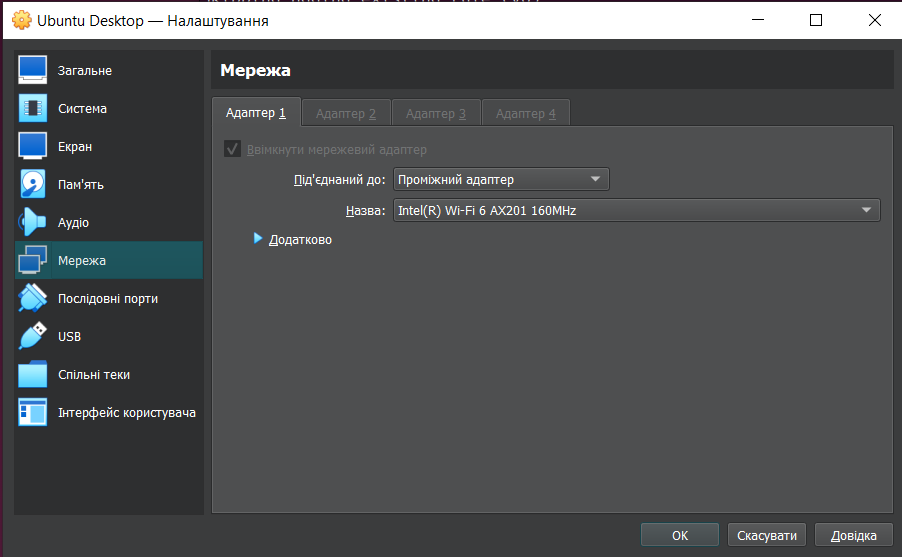 Ubuntu Desktop — Налаштування
Загальне
Система
Екран
Пам'ять
Аудіо
Мережа
Послідовні порти
USB
Спільні теки
Інтерфейс користувача
Мережа
Адаптер 1
Адаптер 2
Адаптер 3
Адаптер 4
Ввімкнути мережевий адаптер
Під'єднаний до: Проміжний адаптер
Назва: Intel(R) Wi-Fi 6 AX201 160MHz
Додатково
OK
Скасувати
Довідка